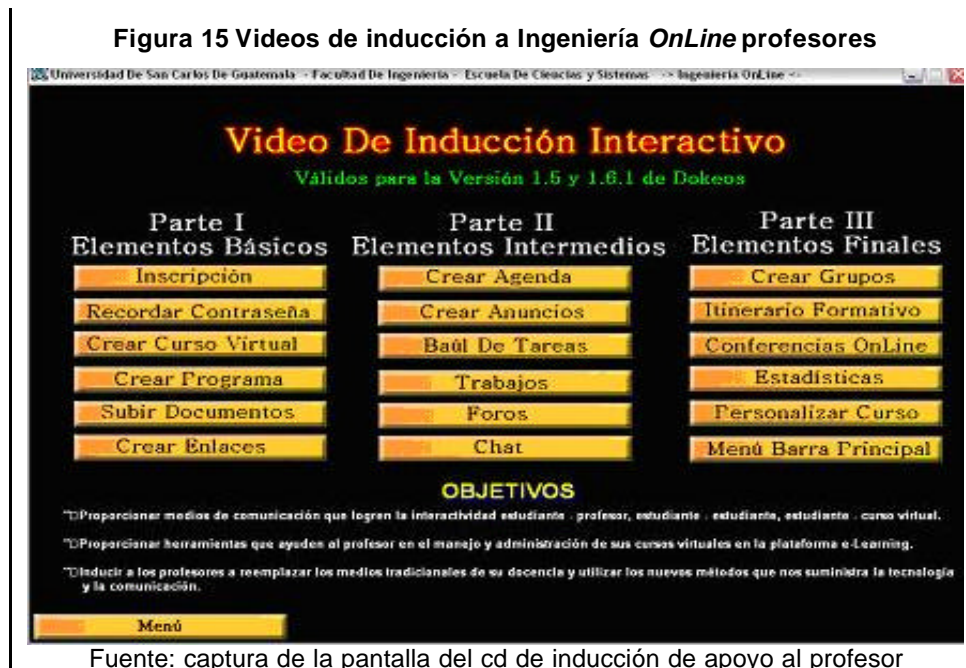 Figura 15 Videos de inducción a Ingeniería OnLine profesores
Universidad De San Carlos De Guatemala - Facultad De Ingeniería - Escuela De Ciencias y Sistemas -> Ingeniería OnLine <-
Video De Inducción Interactivo
Válidos para la Versión 1.5 y 1.6.1 de Dokeos
Parte I
Elementos Básicos
Inscripción
Recordar Contraseña
Crear Curso Virtual
Crear Programa
Subir Documentos
Crear Enlaces
Parte II
Elementos Intermedios
Crear Agenda
Crear Anuncios
Baúl De Tareas
Trabajos
Foros
Chat
Parte III
Elementos Finales
Crear Grupos
Itinerario Formativo
Conferencias OnLine
Estadísticas
Personalizar Curso
Menú Barra Principal
OBJETIVOS
Proporcionar medios de comunicación que logren la interactividad estudiante . profesor, estudiante . estudiante, estudiante . curso virtual.
Proporcionar herramientas que ayuden al profesor en el manejo y administración de sus cursos virtuales en la plataforma e-Learning.
Inducir a los profesores a reemplazar los medios tradicionales de su docencia y utilizar los nuevos métodos que nos suministra la tecnología
y la comunicación.
Menú
Fuente: captura de la pantalla del cd de inducción de apoyo al profesor